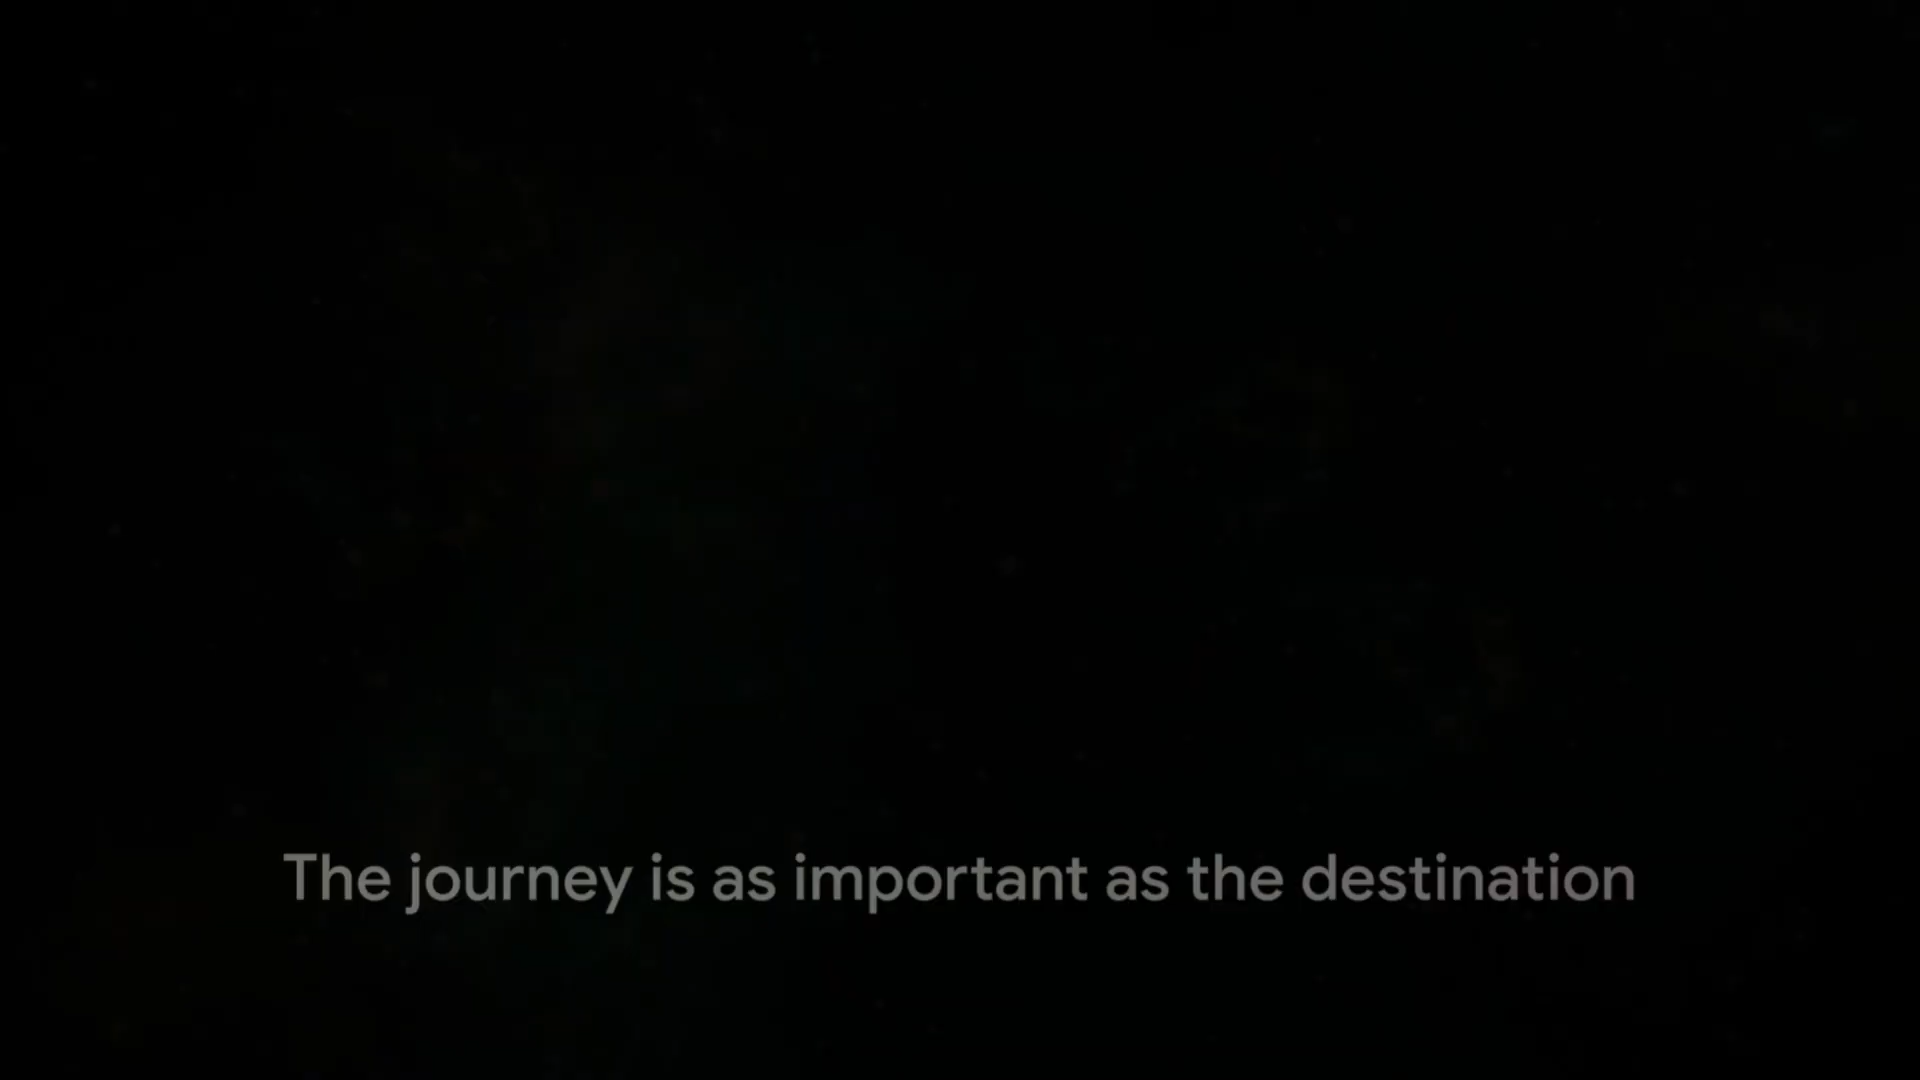 The journey is as important as the destination